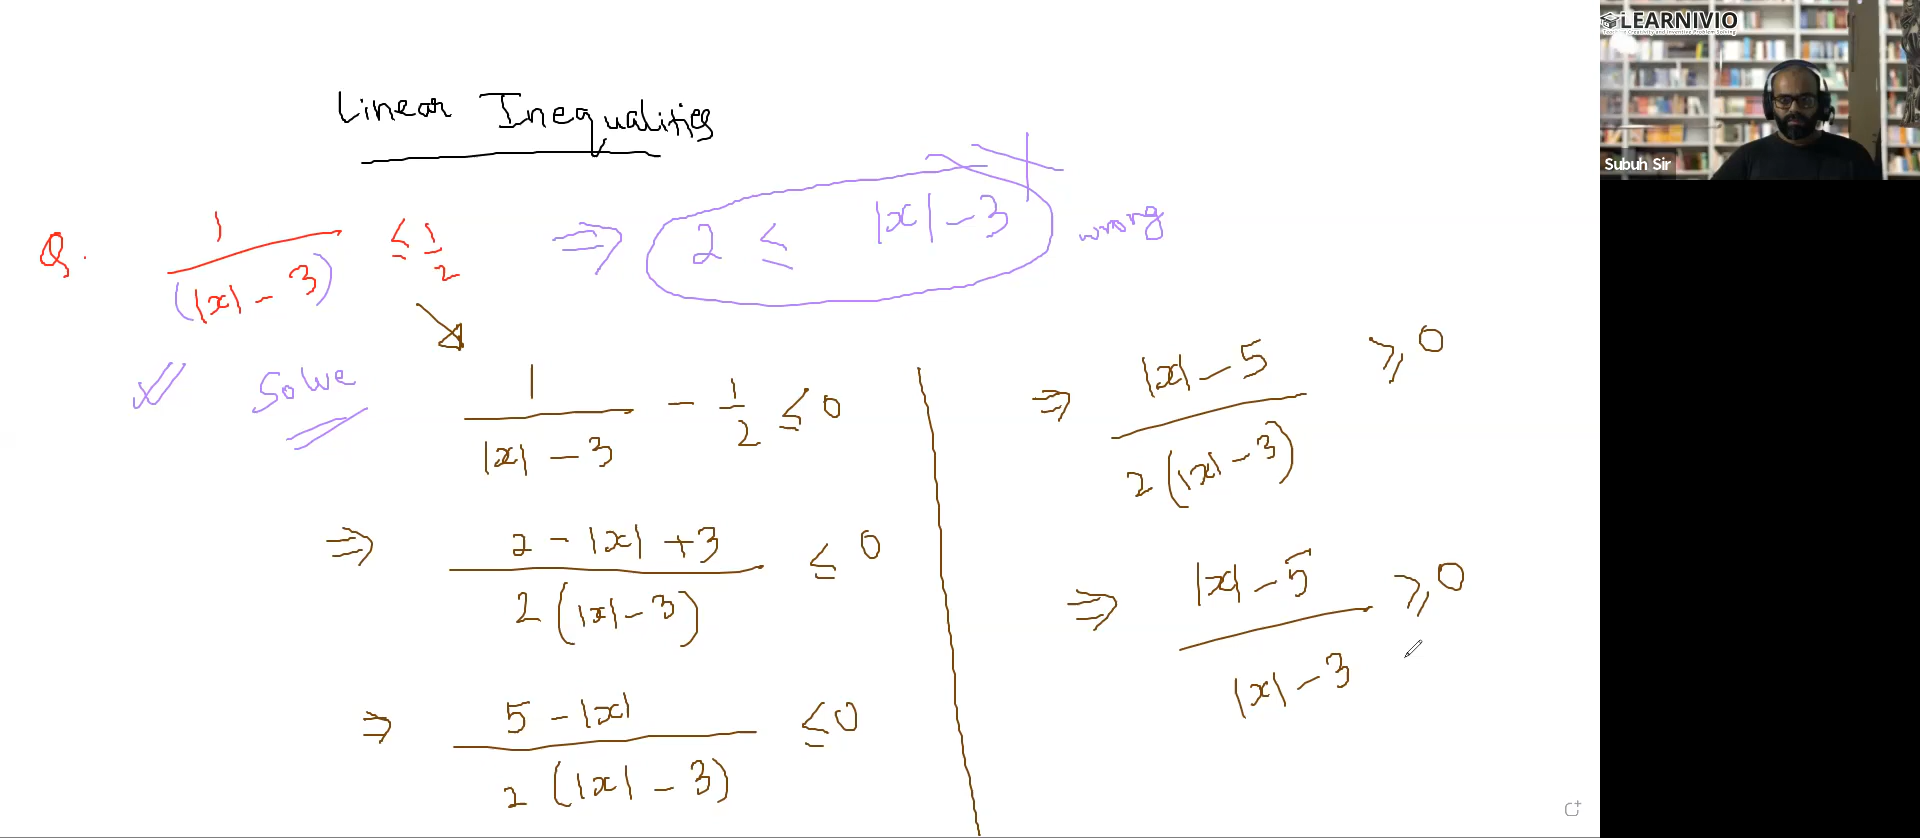 LEARNIVIO
Subuh Sir
Linear Inequalities
Q. 1/(|x| - 3) ≤ 1/2 ⇒ 2 ≤ |x| - 3 wrong
Solve
1/(|x| - 3) - 1/2 ≤ 0
⇒ (2 - |x| + 3)/(2(|x| - 3)) ≤ 0
⇒ (5 - |x|)/(2(|x| - 3)) ≤ 0
⇒ (|x| - 5)/(2(|x| - 3)) ≥ 0
⇒ (|x| - 5)/(|x| - 3) ≥ 0